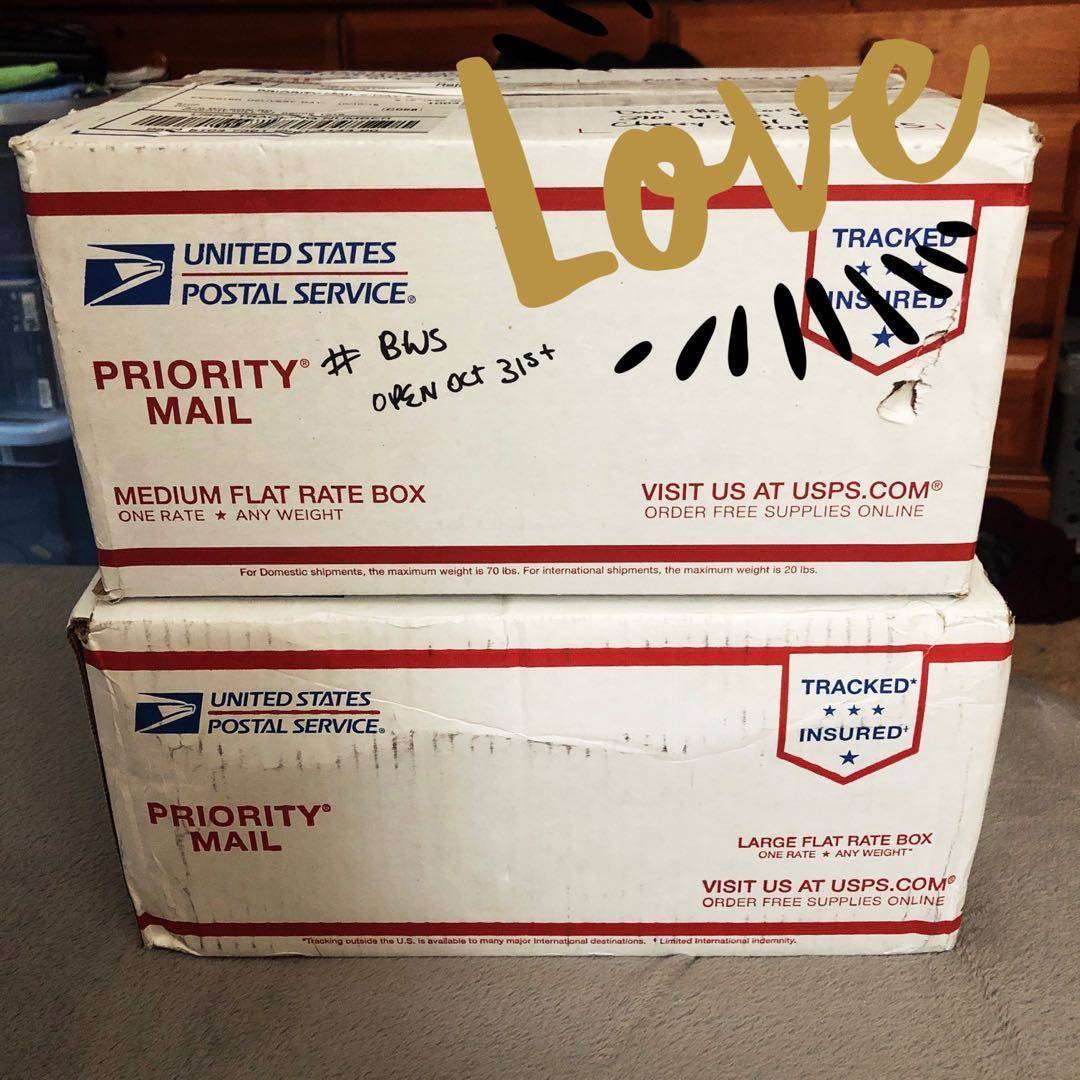 Love
UNITED STATES
POSTAL SERVICE®
TRACKED
INSURED
PRIORITY®
MAIL
# BWS
OPEN Oct 31st
MEDIUM FLAT RATE BOX
ONE RATE ★ ANY WEIGHT
VISIT US AT USPS.COM®
ORDER FREE SUPPLIES ONLINE
For Domestic shipments, the maximum weight is 70 lbs. For international shipments, the maximum weight is 20 lbs.
UNITED STATES
POSTAL SERVICE®
TRACKED*
INSURED†
PRIORITY®
MAIL
LARGE FLAT RATE BOX
ONE RATE ★ ANY WEIGHT
VISIT US AT USPS.COM®
ORDER FREE SUPPLIES ONLINE
*Tracking outside the U.S. is available to many major International destinations. † Limited International indemnity.